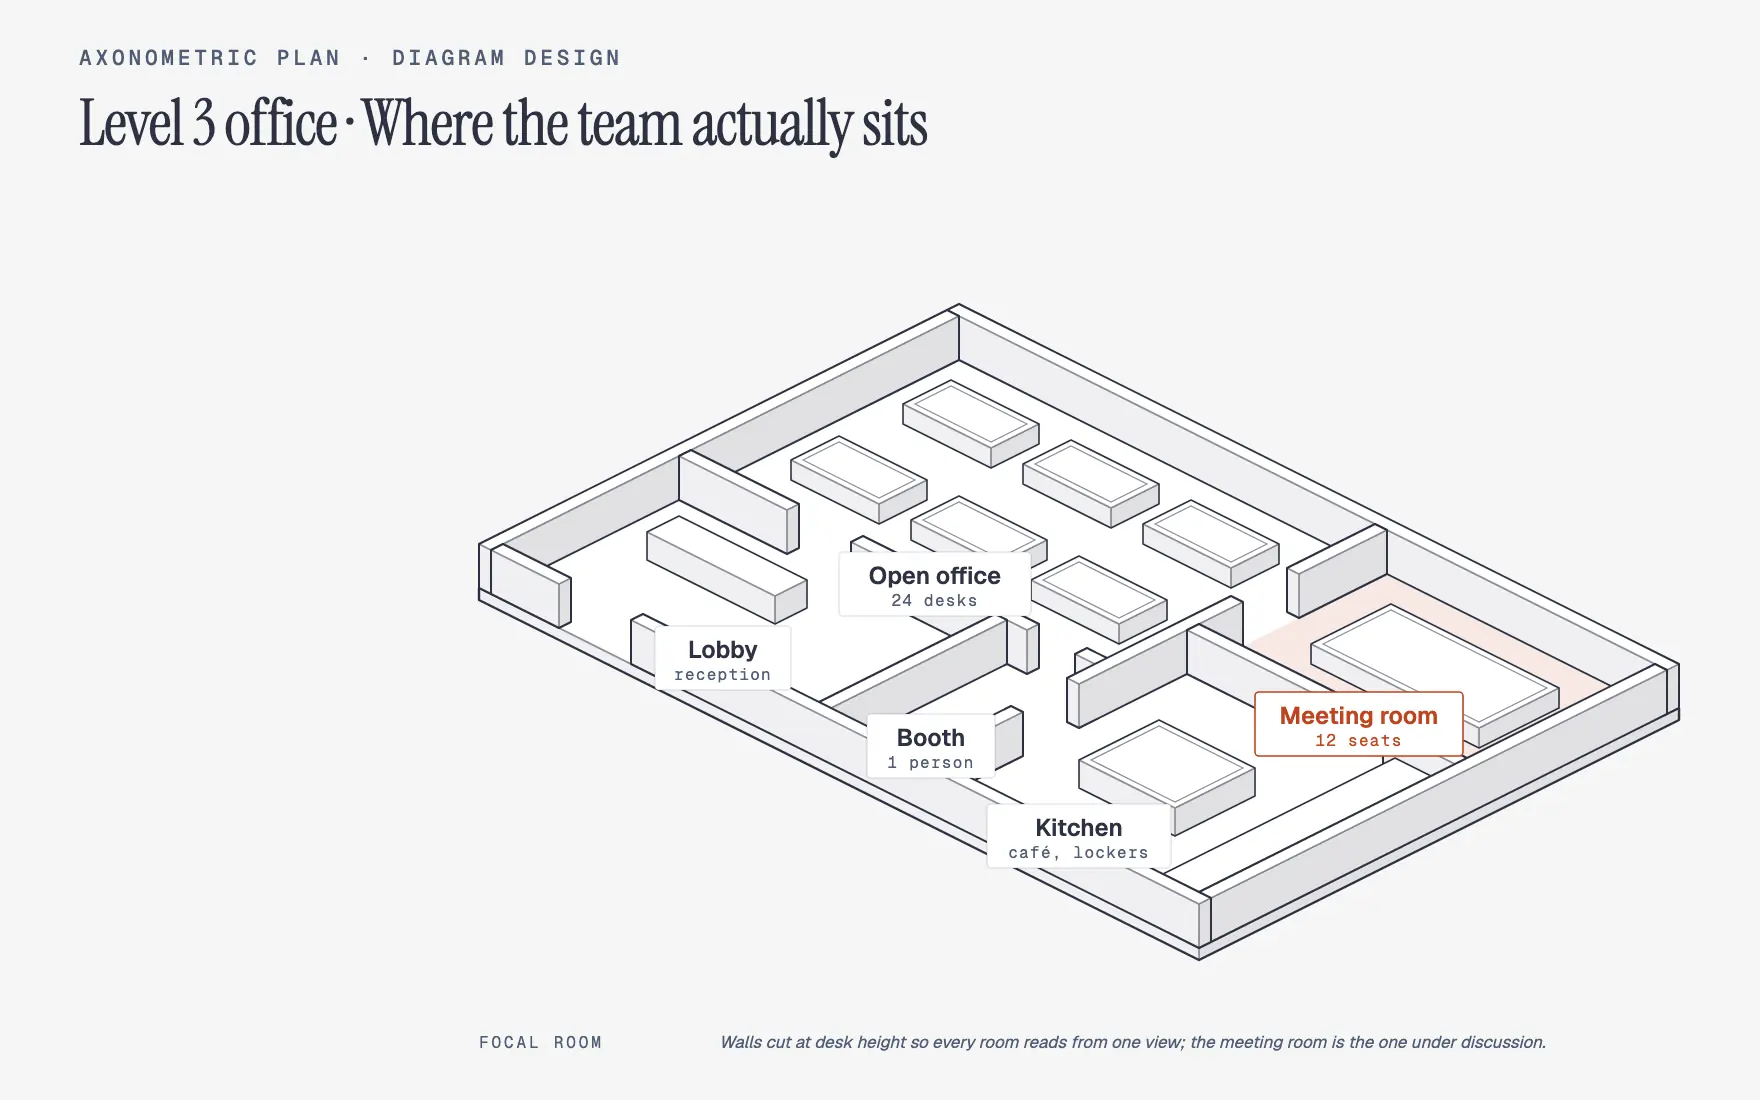 AXONOMETRIC PLAN · DIAGRAM DESIGN
Level 3 office · Where the team actually sits
Open office
24 desks
Lobby
reception
Meeting room
12 seats
Booth
1 person
Kitchen
café, lockers
FOCAL ROOM
Walls cut at desk height so every room reads from one view; the meeting room is the one under discussion.